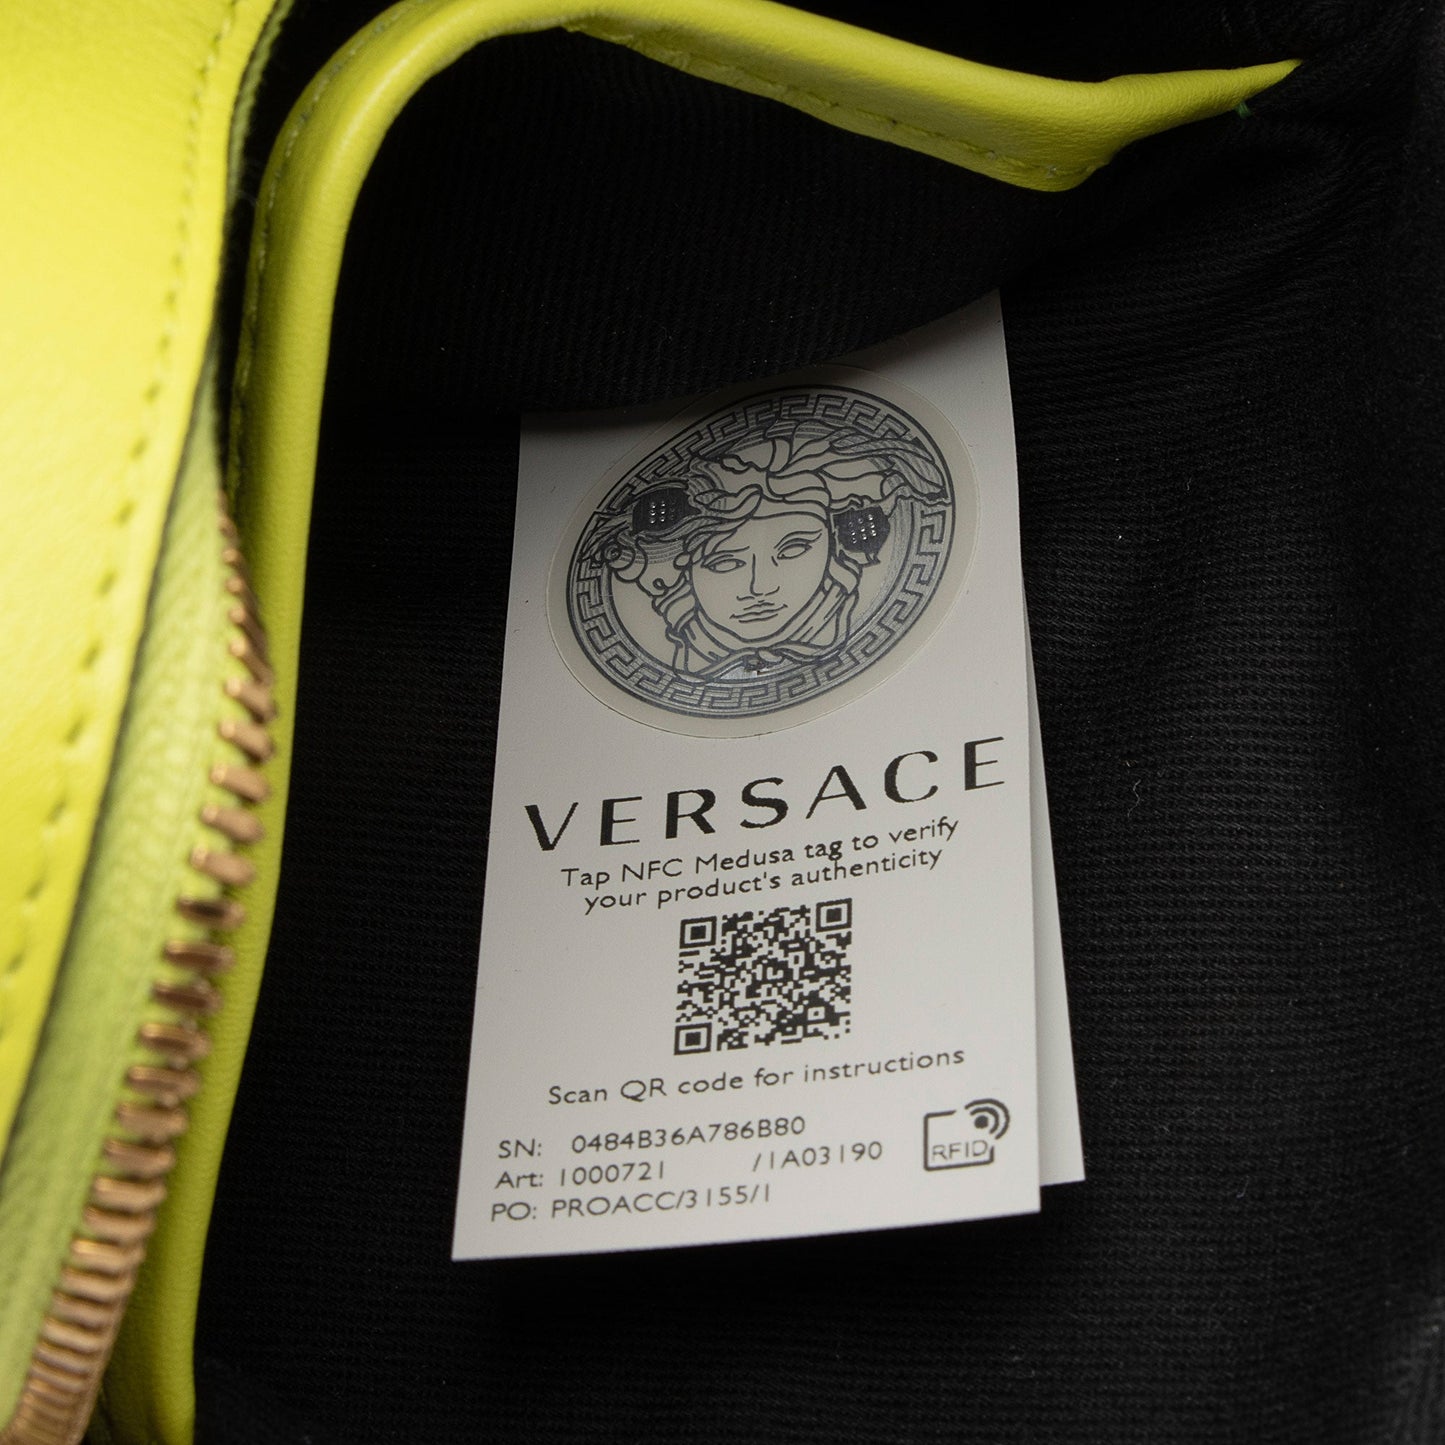 VERSACE
Tap NFC Medusa tag to verify
your product's authenticity
Scan QR code for instructions
SN: 0484B36A786B80
Art: 1000721 /1A03190
RFID
PO: PROACC/3155/1